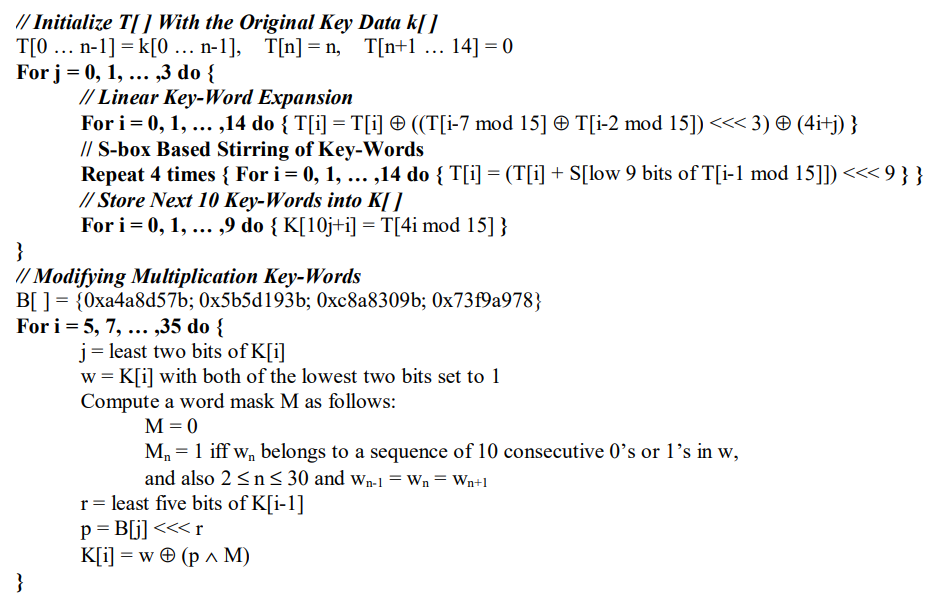 // Initialize T[ ] With the Original Key Data k[ ]
T[0 … n-1] = k[0 … n-1], T[n] = n, T[n+1 … 14] = 0
For j = 0, 1, … ,3 do {
// Linear Key-Word Expansion
For i = 0, 1, … ,14 do { T[i] = T[i] ⊕ ((T[i-7 mod 15] ⊕ T[i-2 mod 15]) <<< 3) ⊕ (4i+j) }
// S-box Based Stirring of Key-Words
Repeat 4 times { For i = 0, 1, … ,14 do { T[i] = (T[i] + S[low 9 bits of T[i-1 mod 15]]) <<< 9 } }
// Store Next 10 Key-Words into K[ ]
For i = 0, 1, … ,9 do { K[10j+i] = T[4i mod 15] }
}
// Modifying Multiplication Key-Words
B[ ] = {0xa4a8d57b; 0x5b5d193b; 0xc8a8309b; 0x73f9a978}
For i = 5, 7, … ,35 do {
j = least two bits of K[i]
w = K[i] with both of the lowest two bits set to 1
Compute a word mask M as follows:
M = 0
Mₙ = 1 iff wₙ belongs to a sequence of 10 consecutive 0’s or 1’s in w,
and also 2 ≤ n ≤ 30 and wₙ₋₁ = wₙ = wₙ₊₁
r = least five bits of K[i-1]
p = B[j] <<< r
K[i] = w ⊕ (p ∧ M)
}